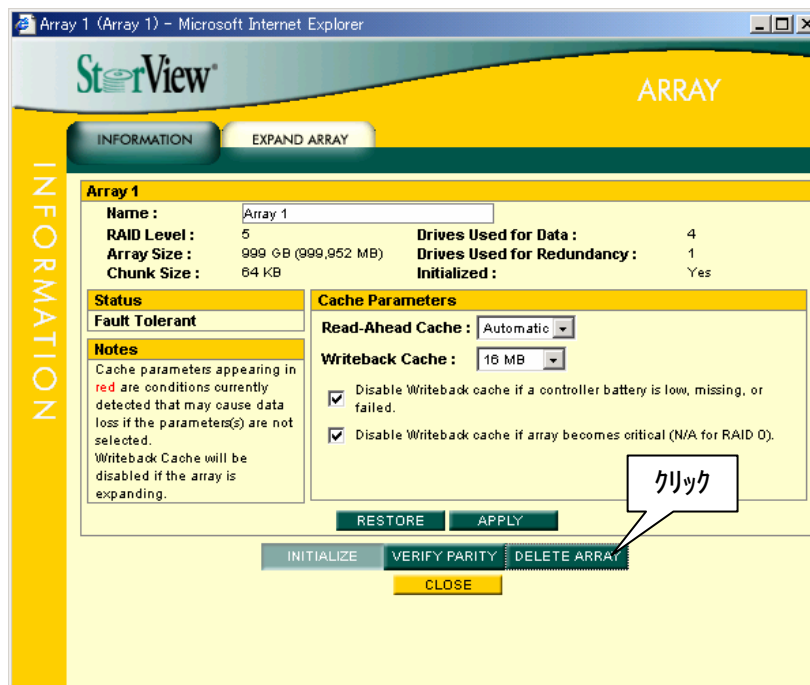 Array 1 (Array 1) - Microsoft Internet Explorer
StorView
ARRAY
INFORMATION
EXPAND ARRAY
INFORMATION
Array 1
Name : Array 1
RAID Level : 5 Drives Used for Data : 4
Array Size : 999 GB (999,952 MB) Drives Used for Redundancy : 1
Chunk Size : 64 KB Initialized : Yes
Status
Fault Tolerant
Notes
Cache parameters appearing in
red are conditions currently
detected that may cause data
loss if the parameters(s) are not
selected.
Writeback Cache will be
disabled if the array is
expanding.
Cache Parameters
Read-Ahead Cache : Automatic
Writeback Cache : 16 MB
Disable Writeback cache if a controller battery is low, missing, or
failed.
Disable Writeback cache if array becomes critical (N/A for RAID 0).
ｸﾘｯｸ
RESTORE APPLY
INITIALIZE VERIFY PARITY DELETE ARRAY
CLOSE